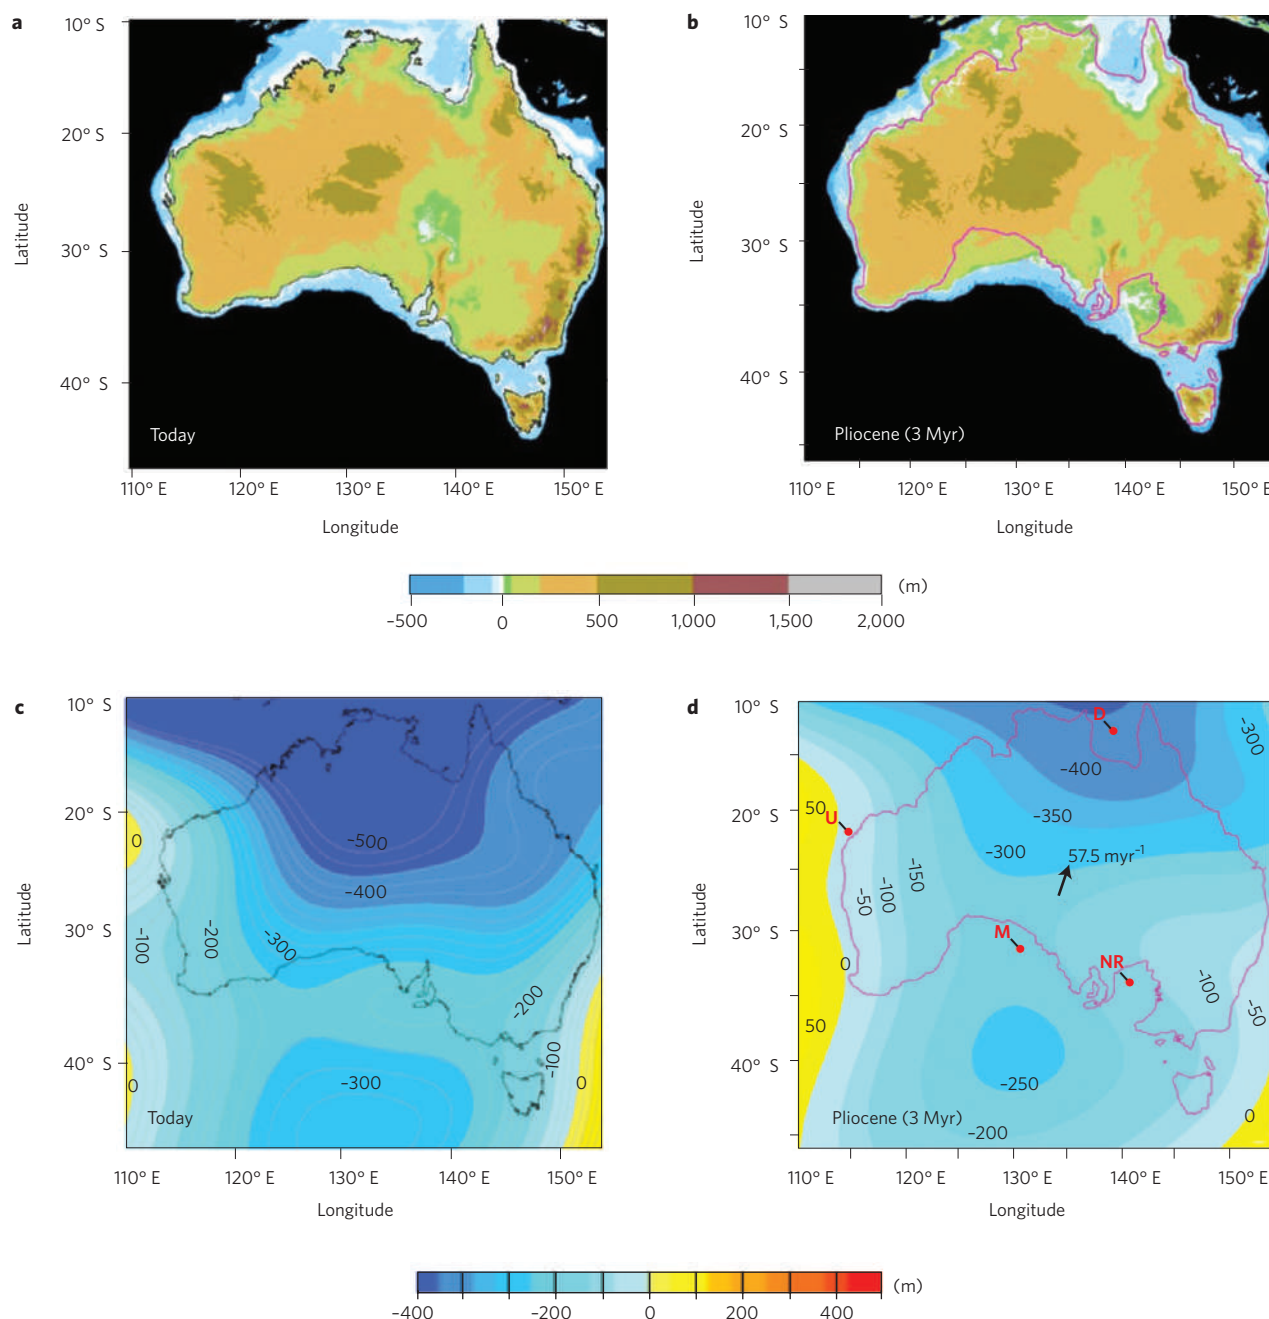 a
10° S
20° S
30° S
40° S
Latitude
Today
110° E 120° E 130° E 140° E 150° E
Longitude
b
10° S
20° S
30° S
40° S
Latitude
Pliocene (3 Myr)
110° E 120° E 130° E 140° E 150° E
Longitude
(m)
-500 0 500 1,000 1,500 2,000
c
10° S
20° S
30° S
40° S
Latitude
0
-500
-400
-100
-200
-300
-200
-100
-300
0
0
Today
110° E 120° E 130° E 140° E 150° E
Longitude
d
10° S
20° S
30° S
40° S
Latitude
D
-300
-400
50
U
-350
-300
57.5 myr-1
-150
-100
-50
M
NR
0
-100
-50
50
-250
0
Pliocene (3 Myr)
-200
110° E 120° E 130° E 140° E 150° E
Longitude
(m)
-400 -200 0 200 400